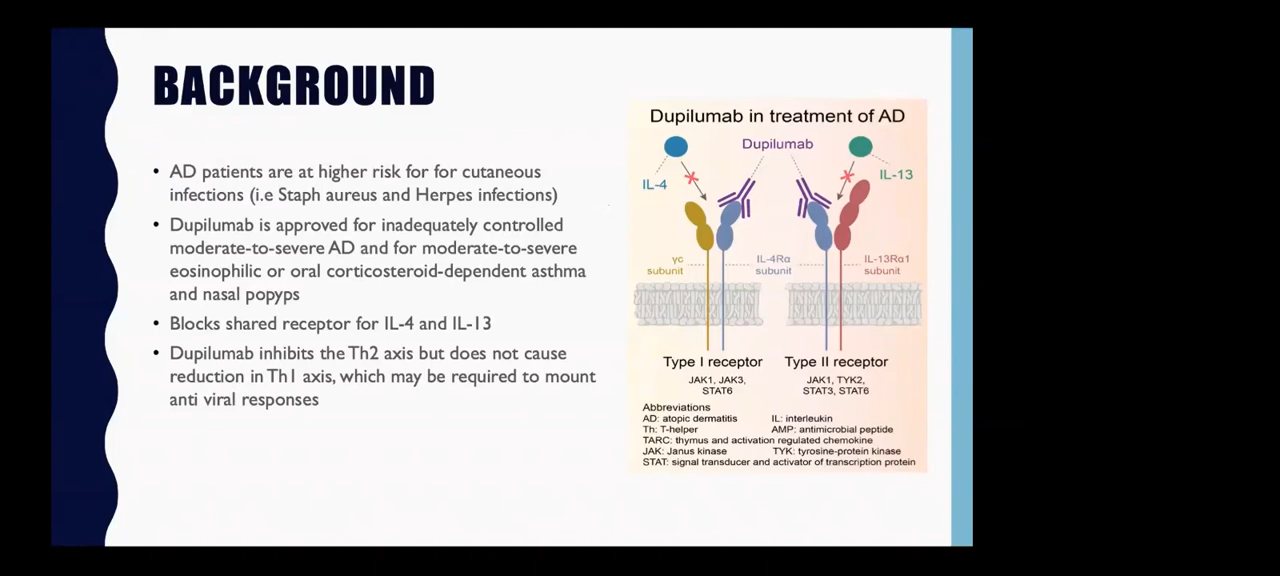 BACKGROUND
• AD patients are at higher risk for for cutaneous
infections (i.e Staph aureus and Herpes infections)
• Dupilumab is approved for inadequately controlled
moderate-to-severe AD and for moderate-to-severe
eosinophilic or oral corticosteroid-dependent asthma
and nasal popyps
• Blocks shared receptor for IL-4 and IL-13
• Dupilumab inhibits the Th2 axis but does not cause
reduction in Th1 axis, which may be required to mount
anti viral responses
Dupilumab in treatment of AD
Dupilumab
IL-4
IL-13
γc
subunit
IL-4Rα
subunit
IL-13Rα1
subunit
Type I receptor
JAK1, JAK3,
STAT6
Type II receptor
JAK1, TYK2,
STAT3, STAT6
Abbreviations
AD: atopic dermatitis IL: interleukin
Th: T-helper AMP: antimicrobial peptide
TARC: thymus and activation regulated chemokine
JAK: Janus kinase TYK: tyrosine-protein kinase
STAT: signal transducer and activator of transcription protein